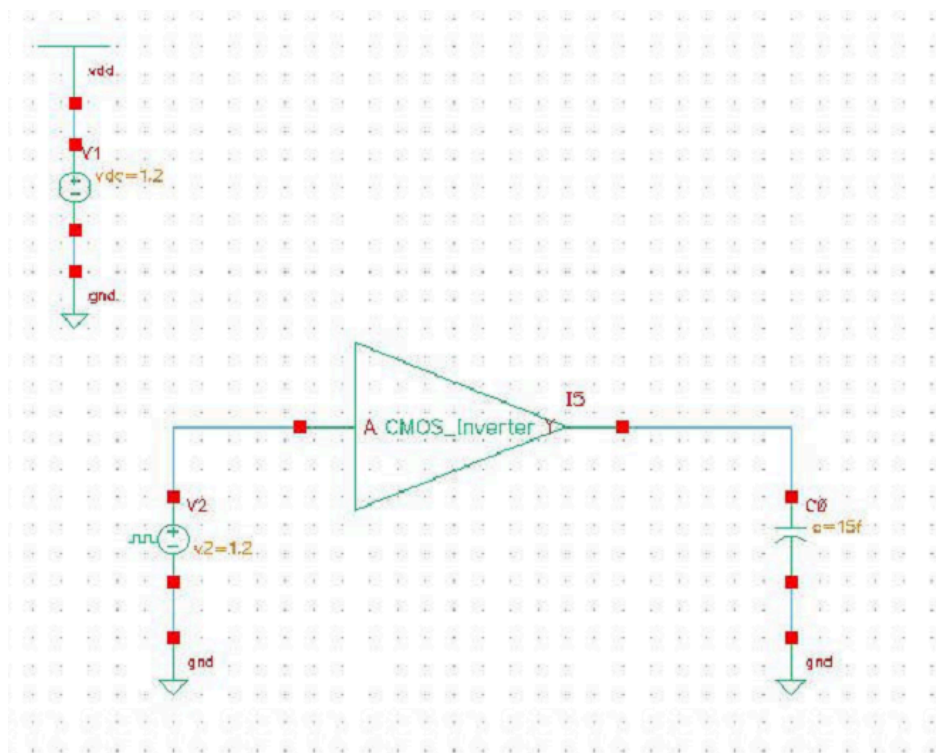 vdd
V1
vdc=1.2
gnd
I5
A CMOS_Inverter Y
V2
v2=1.2
C0
c=15f
gnd
gnd